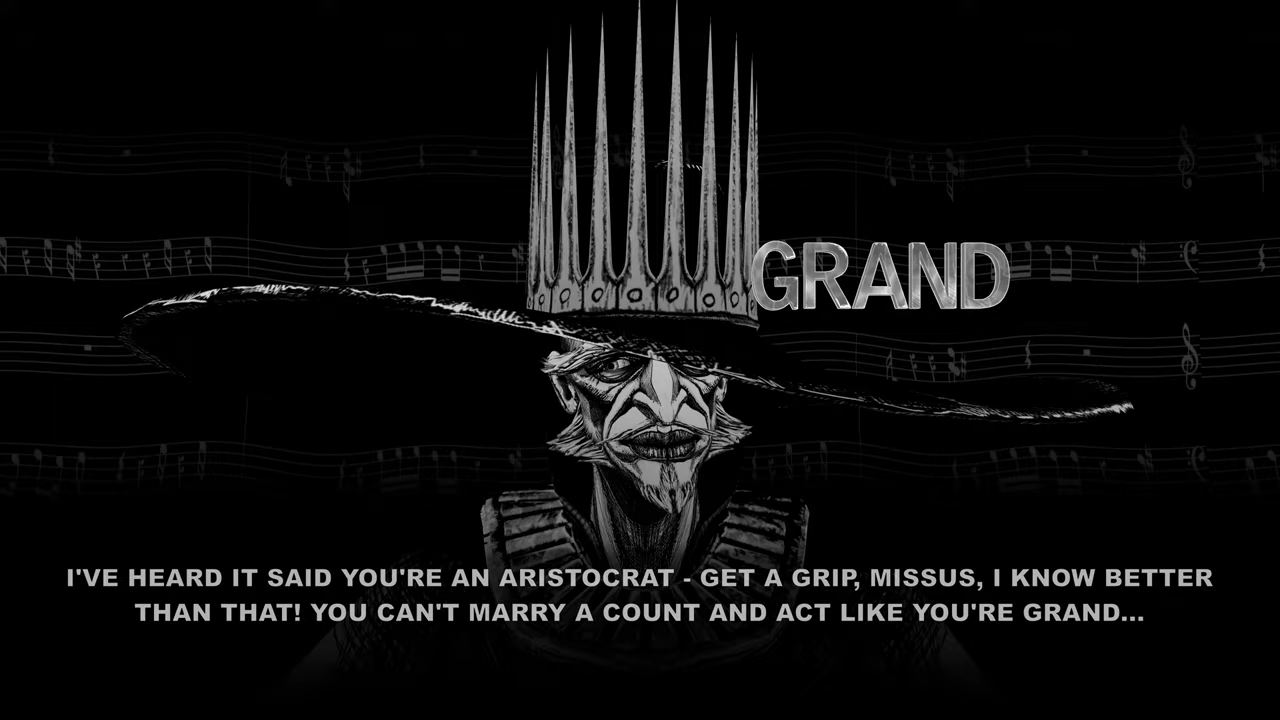 GRAND
I'VE HEARD IT SAID YOU'RE AN ARISTOCRAT - GET A GRIP, MISSUS, I KNOW BETTER
THAN THAT! YOU CAN'T MARRY A COUNT AND ACT LIKE YOU'RE GRAND...